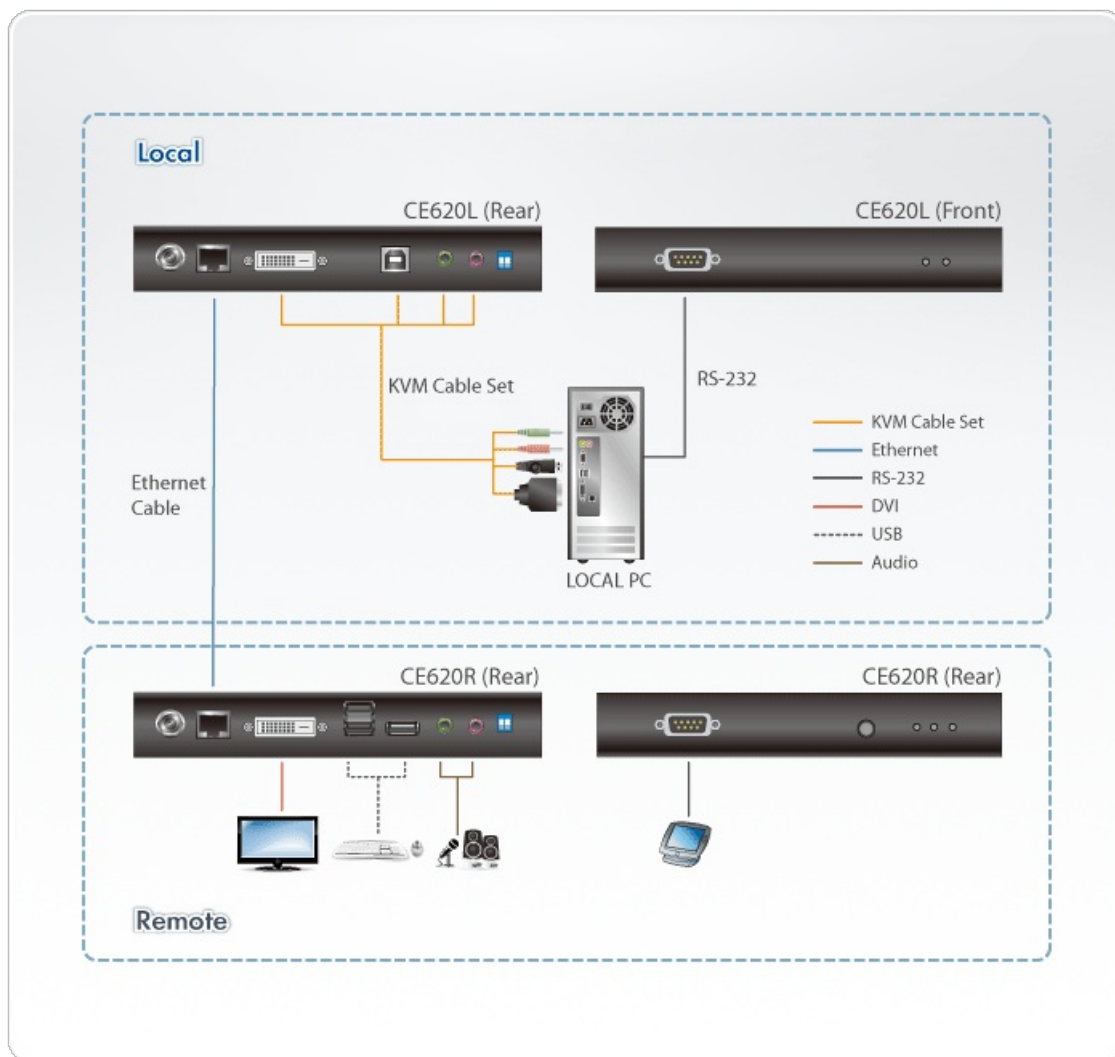 Local
CE620L (Rear)
CE620L (Front)
KVM Cable Set
RS-232
Ethernet
Cable
LOCAL PC
KVM Cable Set
Ethernet
RS-232
DVI
USB
Audio
CE620R (Rear)
CE620R (Rear)
Remote